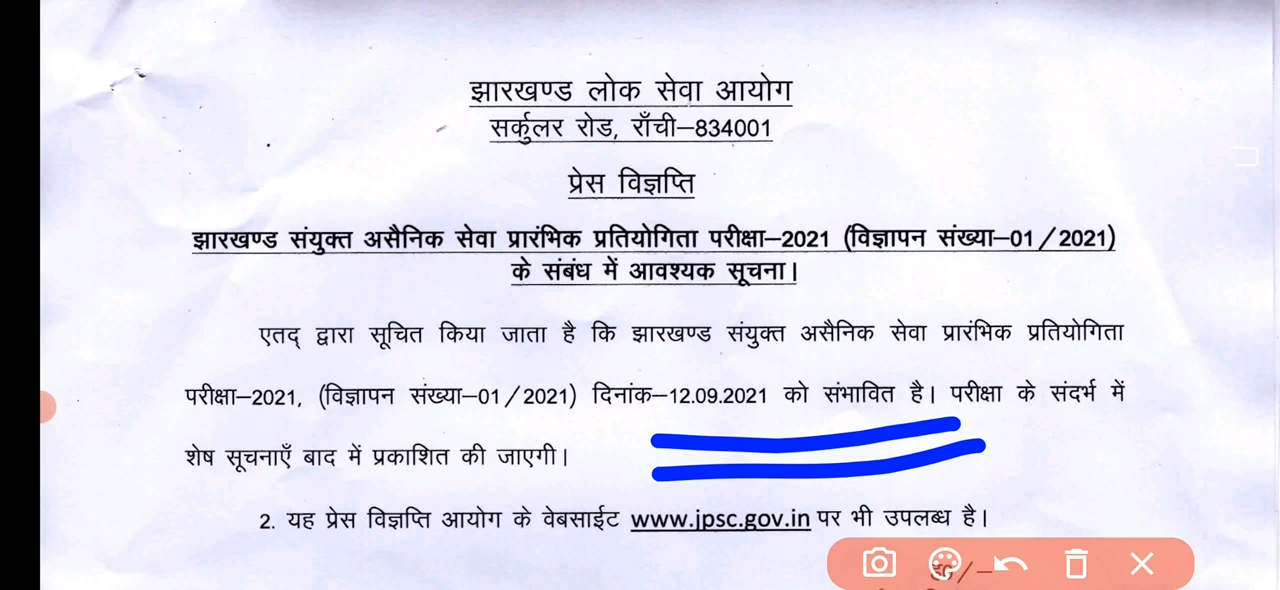 झारखण्ड लोक सेवा आयोग
सर्कुलर रोड, राँची–834001
प्रेस विज्ञप्ति
झारखण्ड संयुक्त असैनिक सेवा प्रारंभिक प्रतियोगिता परीक्षा–2021 (विज्ञापन संख्या–01/2021)
के संबंध में आवश्यक सूचना।
एतद् द्वारा सूचित किया जाता है कि झारखण्ड संयुक्त असैनिक सेवा प्रारंभिक प्रतियोगिता
परीक्षा–2021, (विज्ञापन संख्या–01/2021) दिनांक–12.09.2021 को संभावित है। परीक्षा के संदर्भ में
शेष सूचनाएँ बाद में प्रकाशित की जाएगी।
2. यह प्रेस विज्ञप्ति आयोग के वेबसाईट www.jpsc.gov.in पर भी उपलब्ध है।